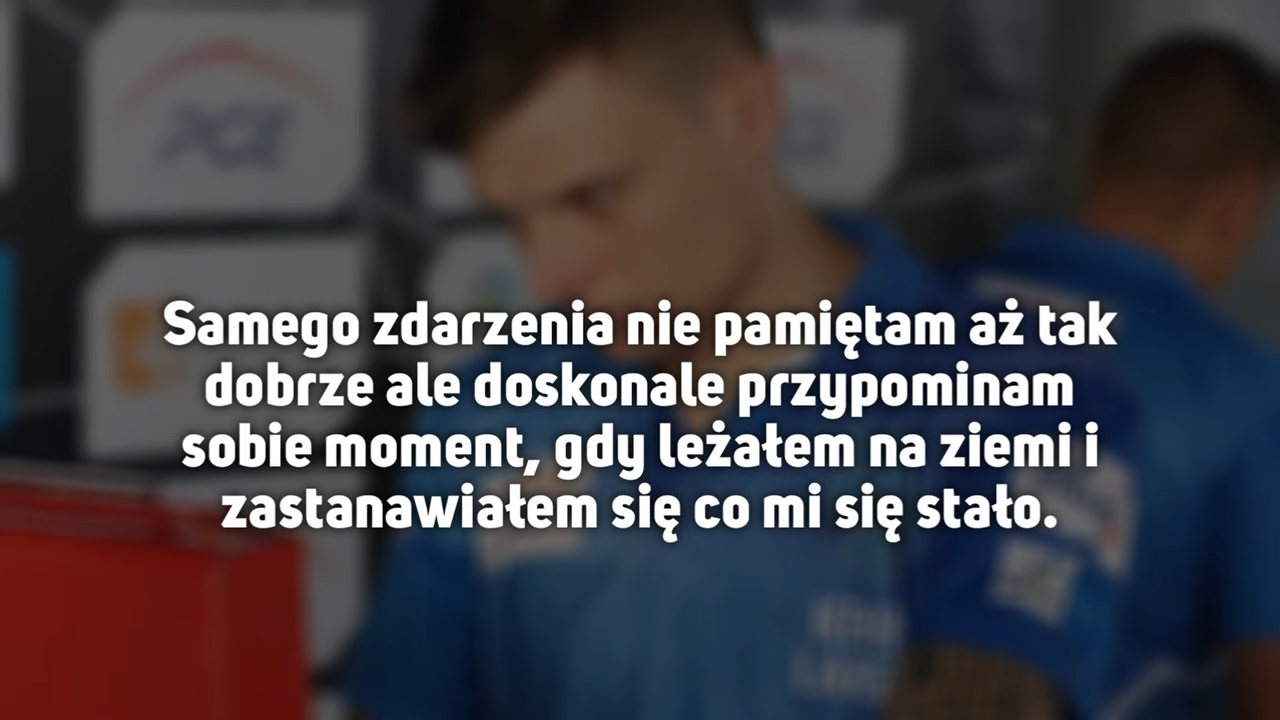 PGE
Samego zdarzenia nie pamiętam aż tak
dobrze ale doskonale przypominam
sobie moment, gdy leżałem na ziemi i
zastanawiałem się co mi się stało.